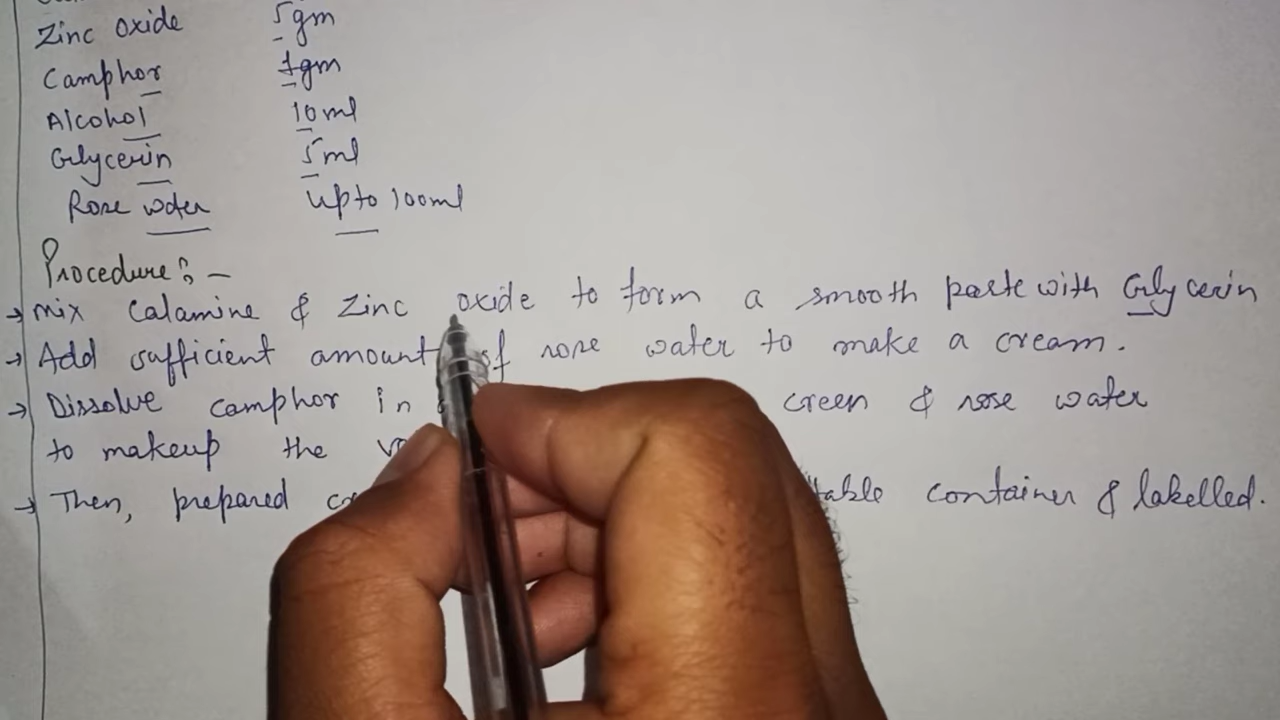 Zinc oxide 5gm
Camphor 1gm
Alcohol 10ml
Glycerin 5ml
Rose water upto 100ml
Procedure:-
→ Mix Calamine & Zinc oxide to form a smooth paste with Glycerin
→ Add sufficient amount of rose water to make a cream.
→ Dissolve camphor in creen & rose water
to makeup the
→ Then, prepared container & lakelled.